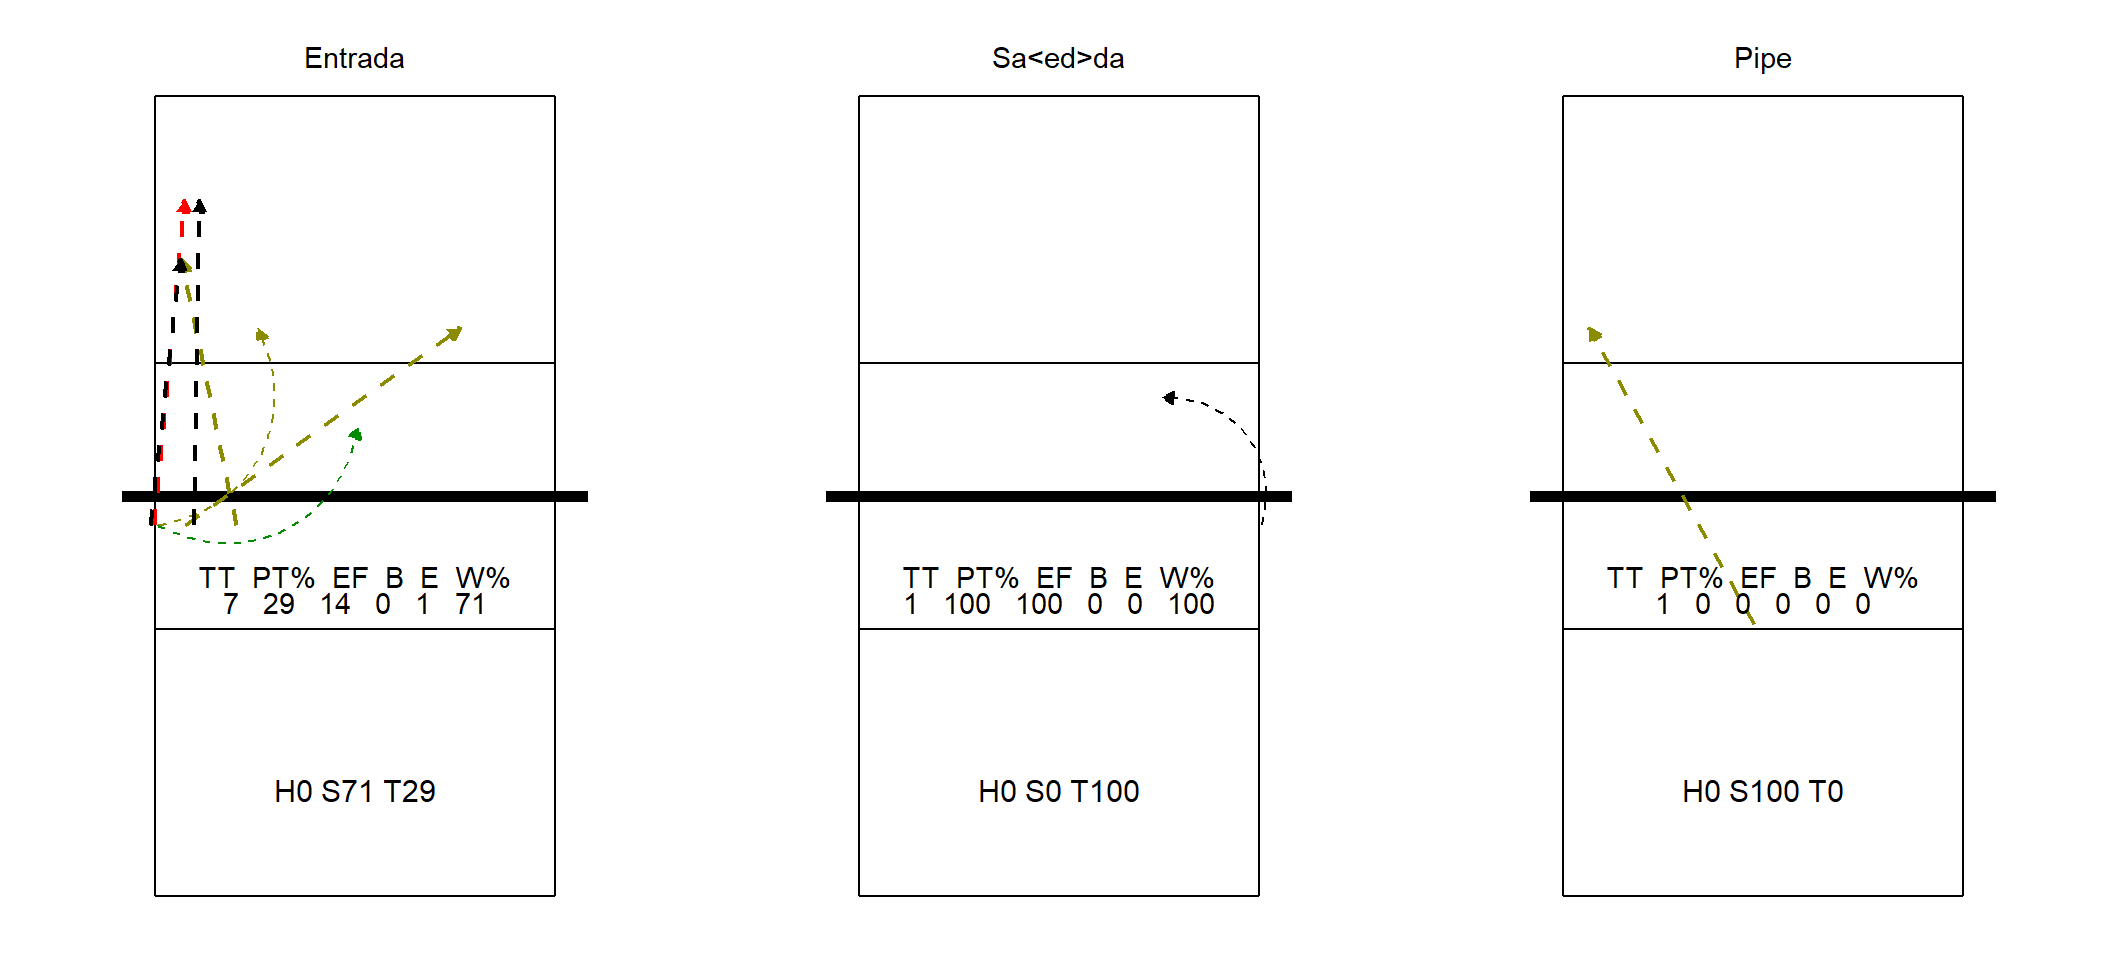 Entrada
TT PT% EF B E W%
7 29 14 0 1 71
H0 S71 T29
Sa<ed>da
TT PT% EF B E W%
1 100 100 0 0 100
H0 S0 T100
Pipe
TT PT% EF B E W%
1 0 0 0 0 0
H0 S100 T0